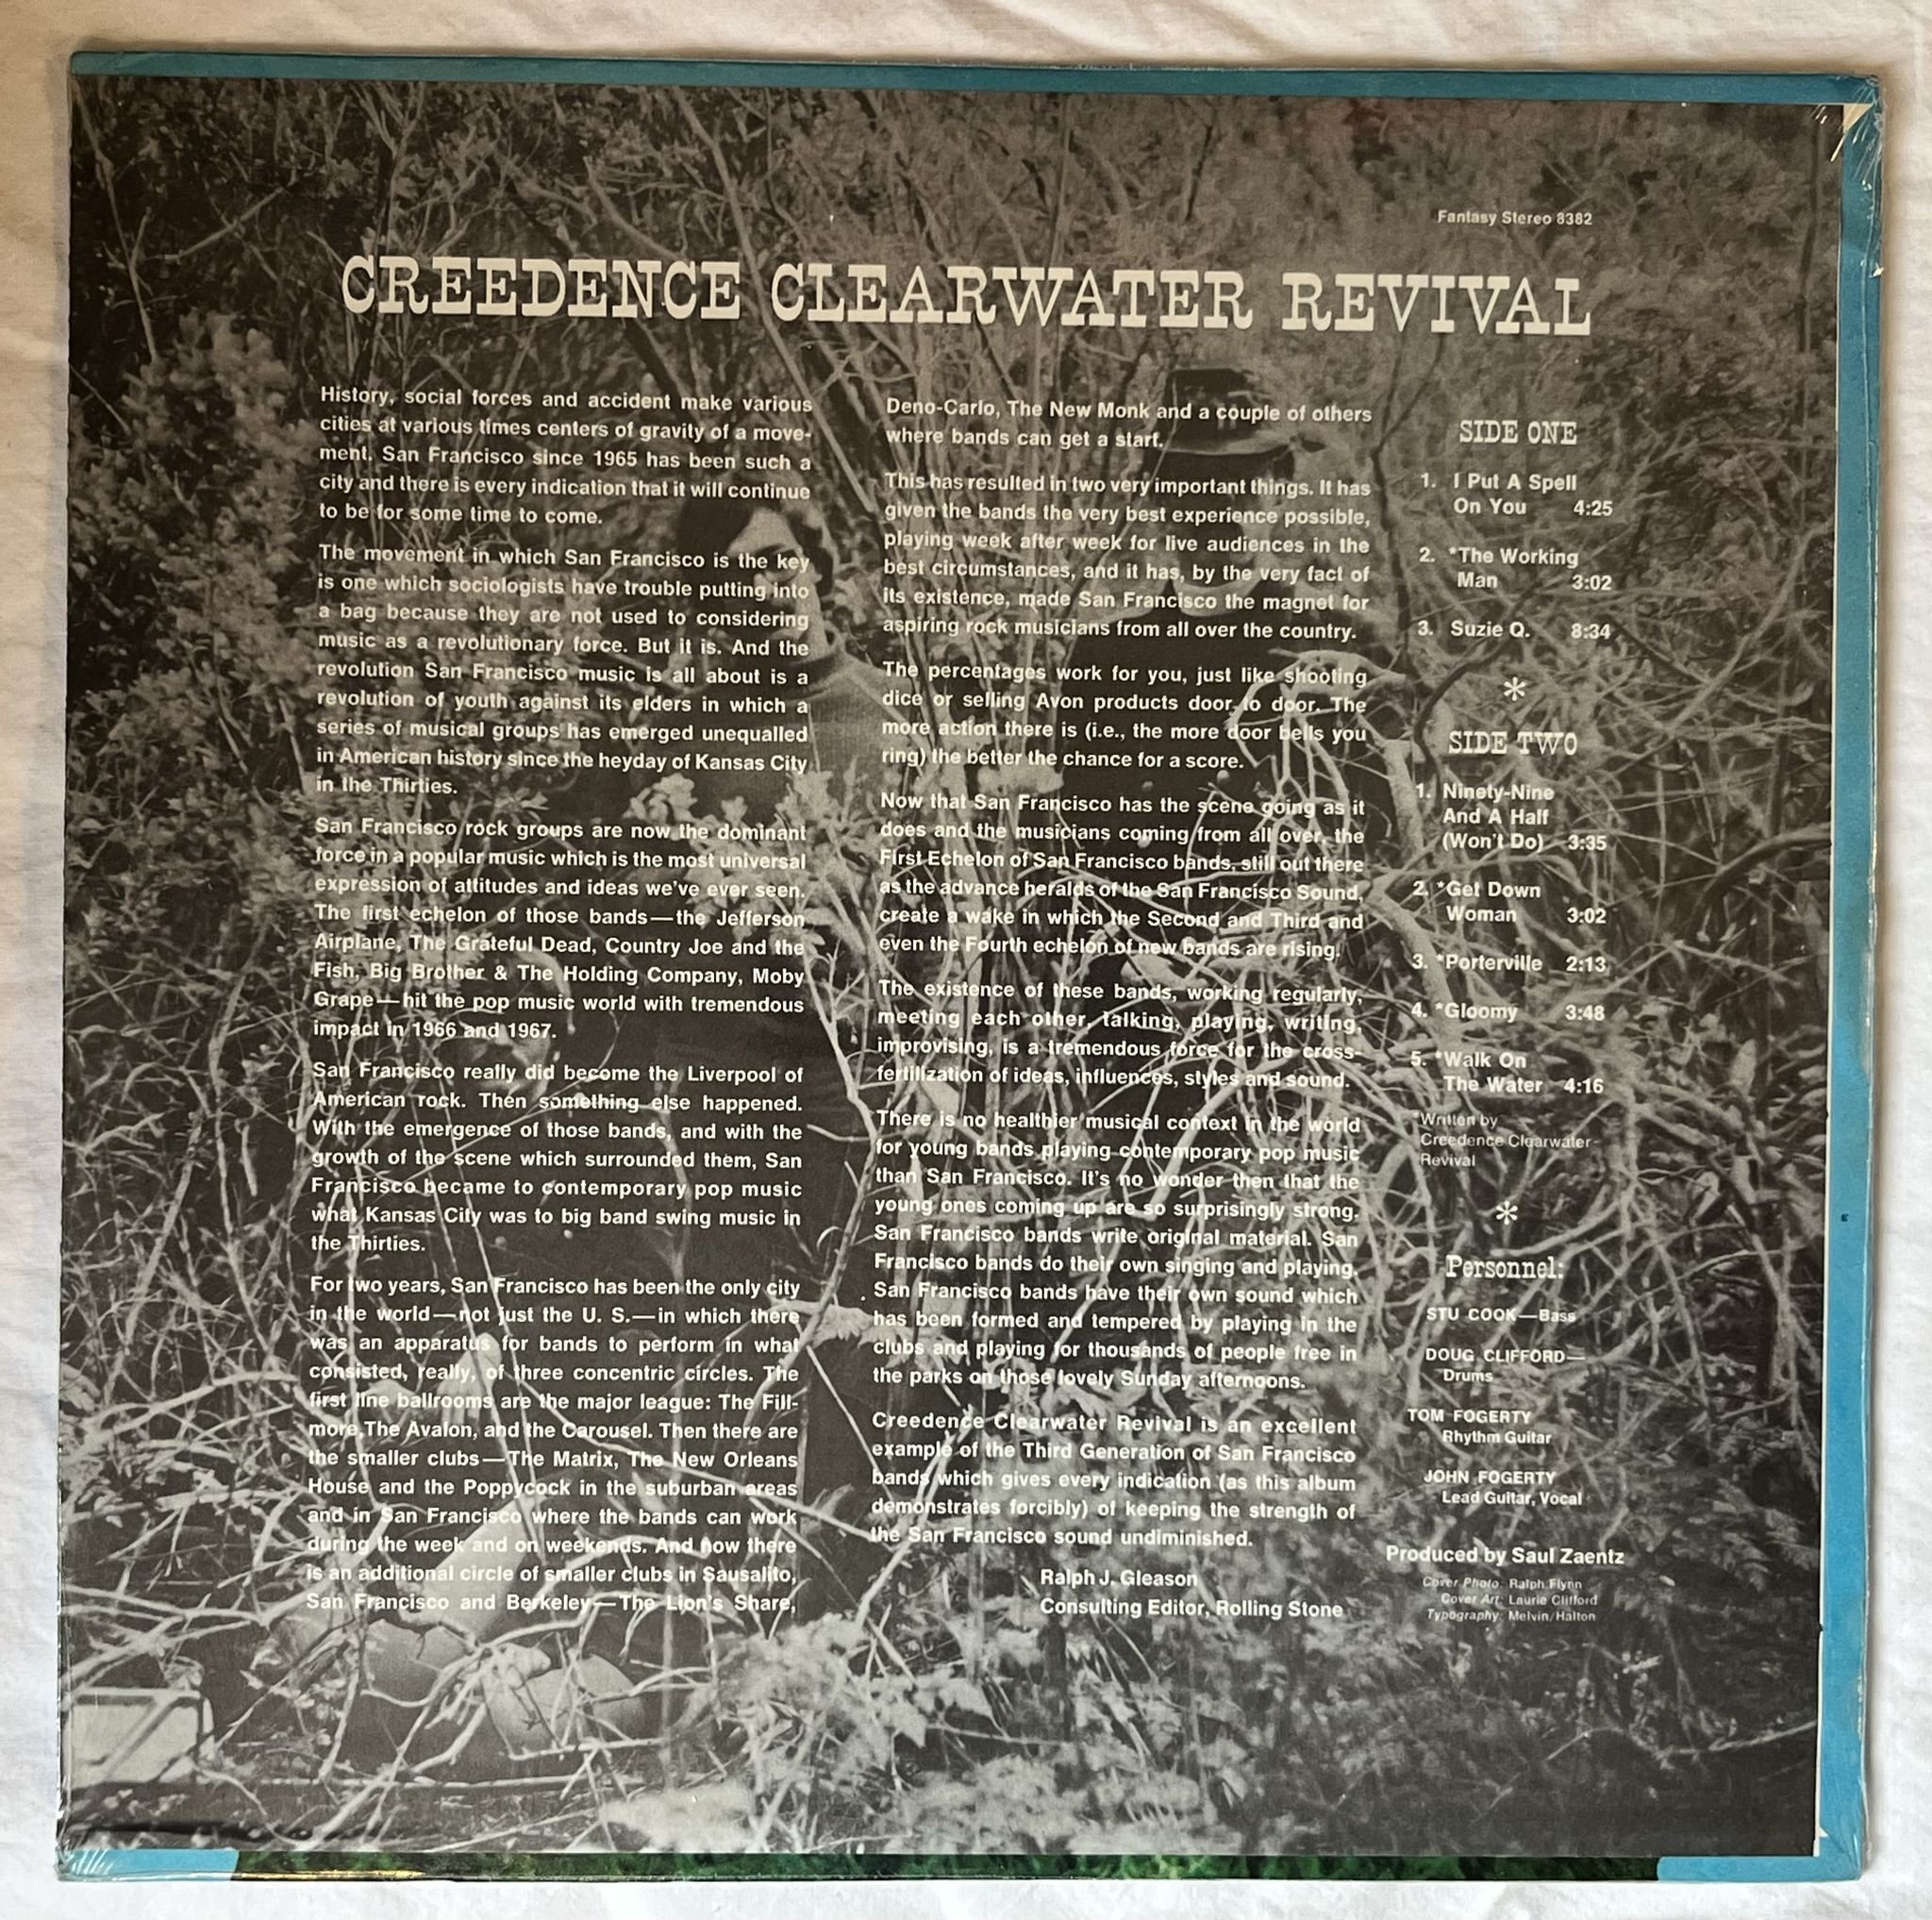 Fantasy Stereo 8382
CREEDENCE CLEARWATER REVIVAL
History, social forces and accident make various
cities at various times centers of gravity of a move-
ment. San Francisco since 1965 has been such a
city and there is every indication that it will continue
to be for some time to come.
The movement in which San Francisco is the key
is one which sociologists have trouble putting into
a bag because they are not used to considering
music as a revolutionary force. But it is. And the
revolution San Francisco music is all about is a
revolution of youth against its elders in which a
series of musical groups has emerged unequalled
in American history since the heyday of Kansas City
in the Thirties.
San Francisco rock groups are now the dominant
force in a popular music which is the most universal
expression of attitudes and ideas we've ever seen.
The first echelon of those bands—the Jefferson
Airplane, The Grateful Dead, Country Joe and the
Fish, Big Brother & The Holding Company, Moby
Grape—hit the pop music world with tremendous
impact in 1966 and 1967.
San Francisco really did become the Liverpool of
American rock. Then something else happened.
With the emergence of those bands, and with the
growth of the scene which surrounded them, San
Francisco became to contemporary pop music
what Kansas City was to big band swing music in
the Thirties.
For two years, San Francisco has been the only city
in the world—not just the U. S.—in which there
was an apparatus for bands to perform in what
consisted, really, of three concentric circles. The
first line ballrooms are the major league: The Fill-
more,The Avalon, and the Carousel. Then there are
the smaller clubs—The Matrix, The New Orleans
House and the Poppycock in the suburban areas
and in San Francisco where the bands can work
during the week and on weekends. And now there
is an additional circle of smaller clubs in Sausalito,
San Francisco and Berkeley—The Lion's Share,
Deno-Carlo, The New Monk and a couple of others
where bands can get a start.
This has resulted in two very important things. It has
given the bands the very best experience possible,
playing week after week for live audiences in the
best circumstances, and it has, by the very fact of
its existence, made San Francisco the magnet for
aspiring rock musicians from all over the country.
The percentages work for you, just like shooting
dice or selling Avon products door to door. The
more action there is (i.e., the more door bells you
ring) the better the chance for a score.
Now that San Francisco has the scene going as it
does and the musicians coming from all over, the
First Echelon of San Francisco bands, still out there
as the advance heralds of the San Francisco Sound,
create a wake in which the Second and Third and
even the Fourth echelon of new bands are rising.
The existence of these bands, working regularly,
meeting each other, talking, playing, writing,
improvising, is a tremendous force for the cross-
fertilization of ideas, influences, styles and sound.
There is no healthier musical context in the world
for young bands playing contemporary pop music
than San Francisco. It's no wonder then that the
young ones coming up are so surprisingly strong.
San Francisco bands write original material. San
Francisco bands do their own singing and playing.
San Francisco bands have their own sound which
has been formed and tempered by playing in the
clubs and playing for thousands of people free in
the parks on those lovely Sunday afternoons.
Creedence Clearwater Revival is an excellent
example of the Third Generation of San Francisco
bands which gives every indication (as this album
demonstrates forcibly) of keeping the strength of
the San Francisco sound undiminished.
Ralph J. Gleason
Consulting Editor, Rolling Stone
SIDE ONE
1. I Put A Spell
On You 4:25
2. *The Working
Man 3:02
3. Suzie Q. 8:34
*
SIDE TWO
1. Ninety-Nine
And A Half
(Won't Do) 3:35
2. *Get Down
Woman 3:02
3. *Porterville 2:13
4. *Gloomy 3:48
5. *Walk On
The Water 4:16
*Written by
Creedence Clearwater
Revival
*
Personnel:
STU COOK—Bass
DOUG CLIFFORD—
Drums
TOM FOGERTY
Rhythm Guitar
JOHN FOGERTY
Lead Guitar, Vocal
Produced by Saul Zaentz
Cover Photo: Ralph Flynn
Cover Art: Laurie Clifford
Typography: Melvin/Halton